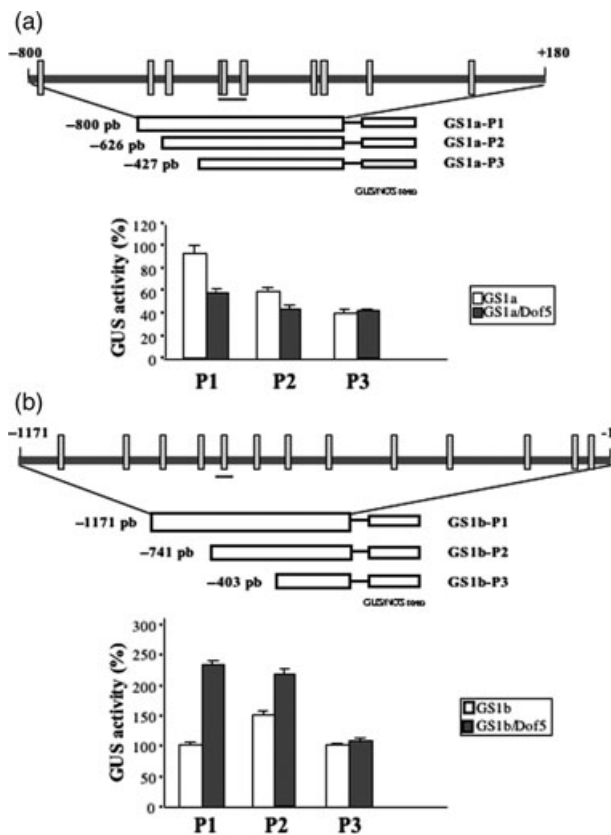 (a)
−800 +180
−800 pb GS1a-P1
−626 pb GS1a-P2
−427 pb GS1a-P3
GUS/NOS
GUS activity (%)
120
100
80
60
40
20
0
P1 P2 P3
GS1a
GS1a/Dof5
(b)
−1171 -1
−1171 pb GS1b-P1
−741 pb GS1b-P2
−403 pb GS1b-P3
GUS/NOS
GUS activity (%)
300
250
200
150
100
50
0
P1 P2 P3
GS1b
GS1b/Dof5